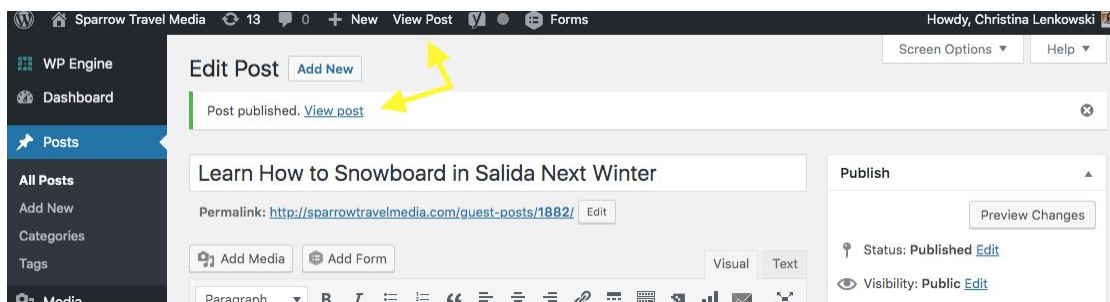 Sparrow Travel Media 13 0 + New View Post Forms Howdy, Christina Lenkowski
Screen Options ▼ Help ▼
WP Engine
Edit Post Add New
Dashboard
Post published. View post
Posts
Learn How to Snowboard in Salida Next Winter
Publish
All Posts
Add New
Permalink: http://sparrowtravelmedia.com/guest-posts/1882/ Edit
Preview Changes
Categories
Status: Published Edit
Add Media Add Form Visual Text
Tags
Visibility: Public Edit
Media
Paragraph B I